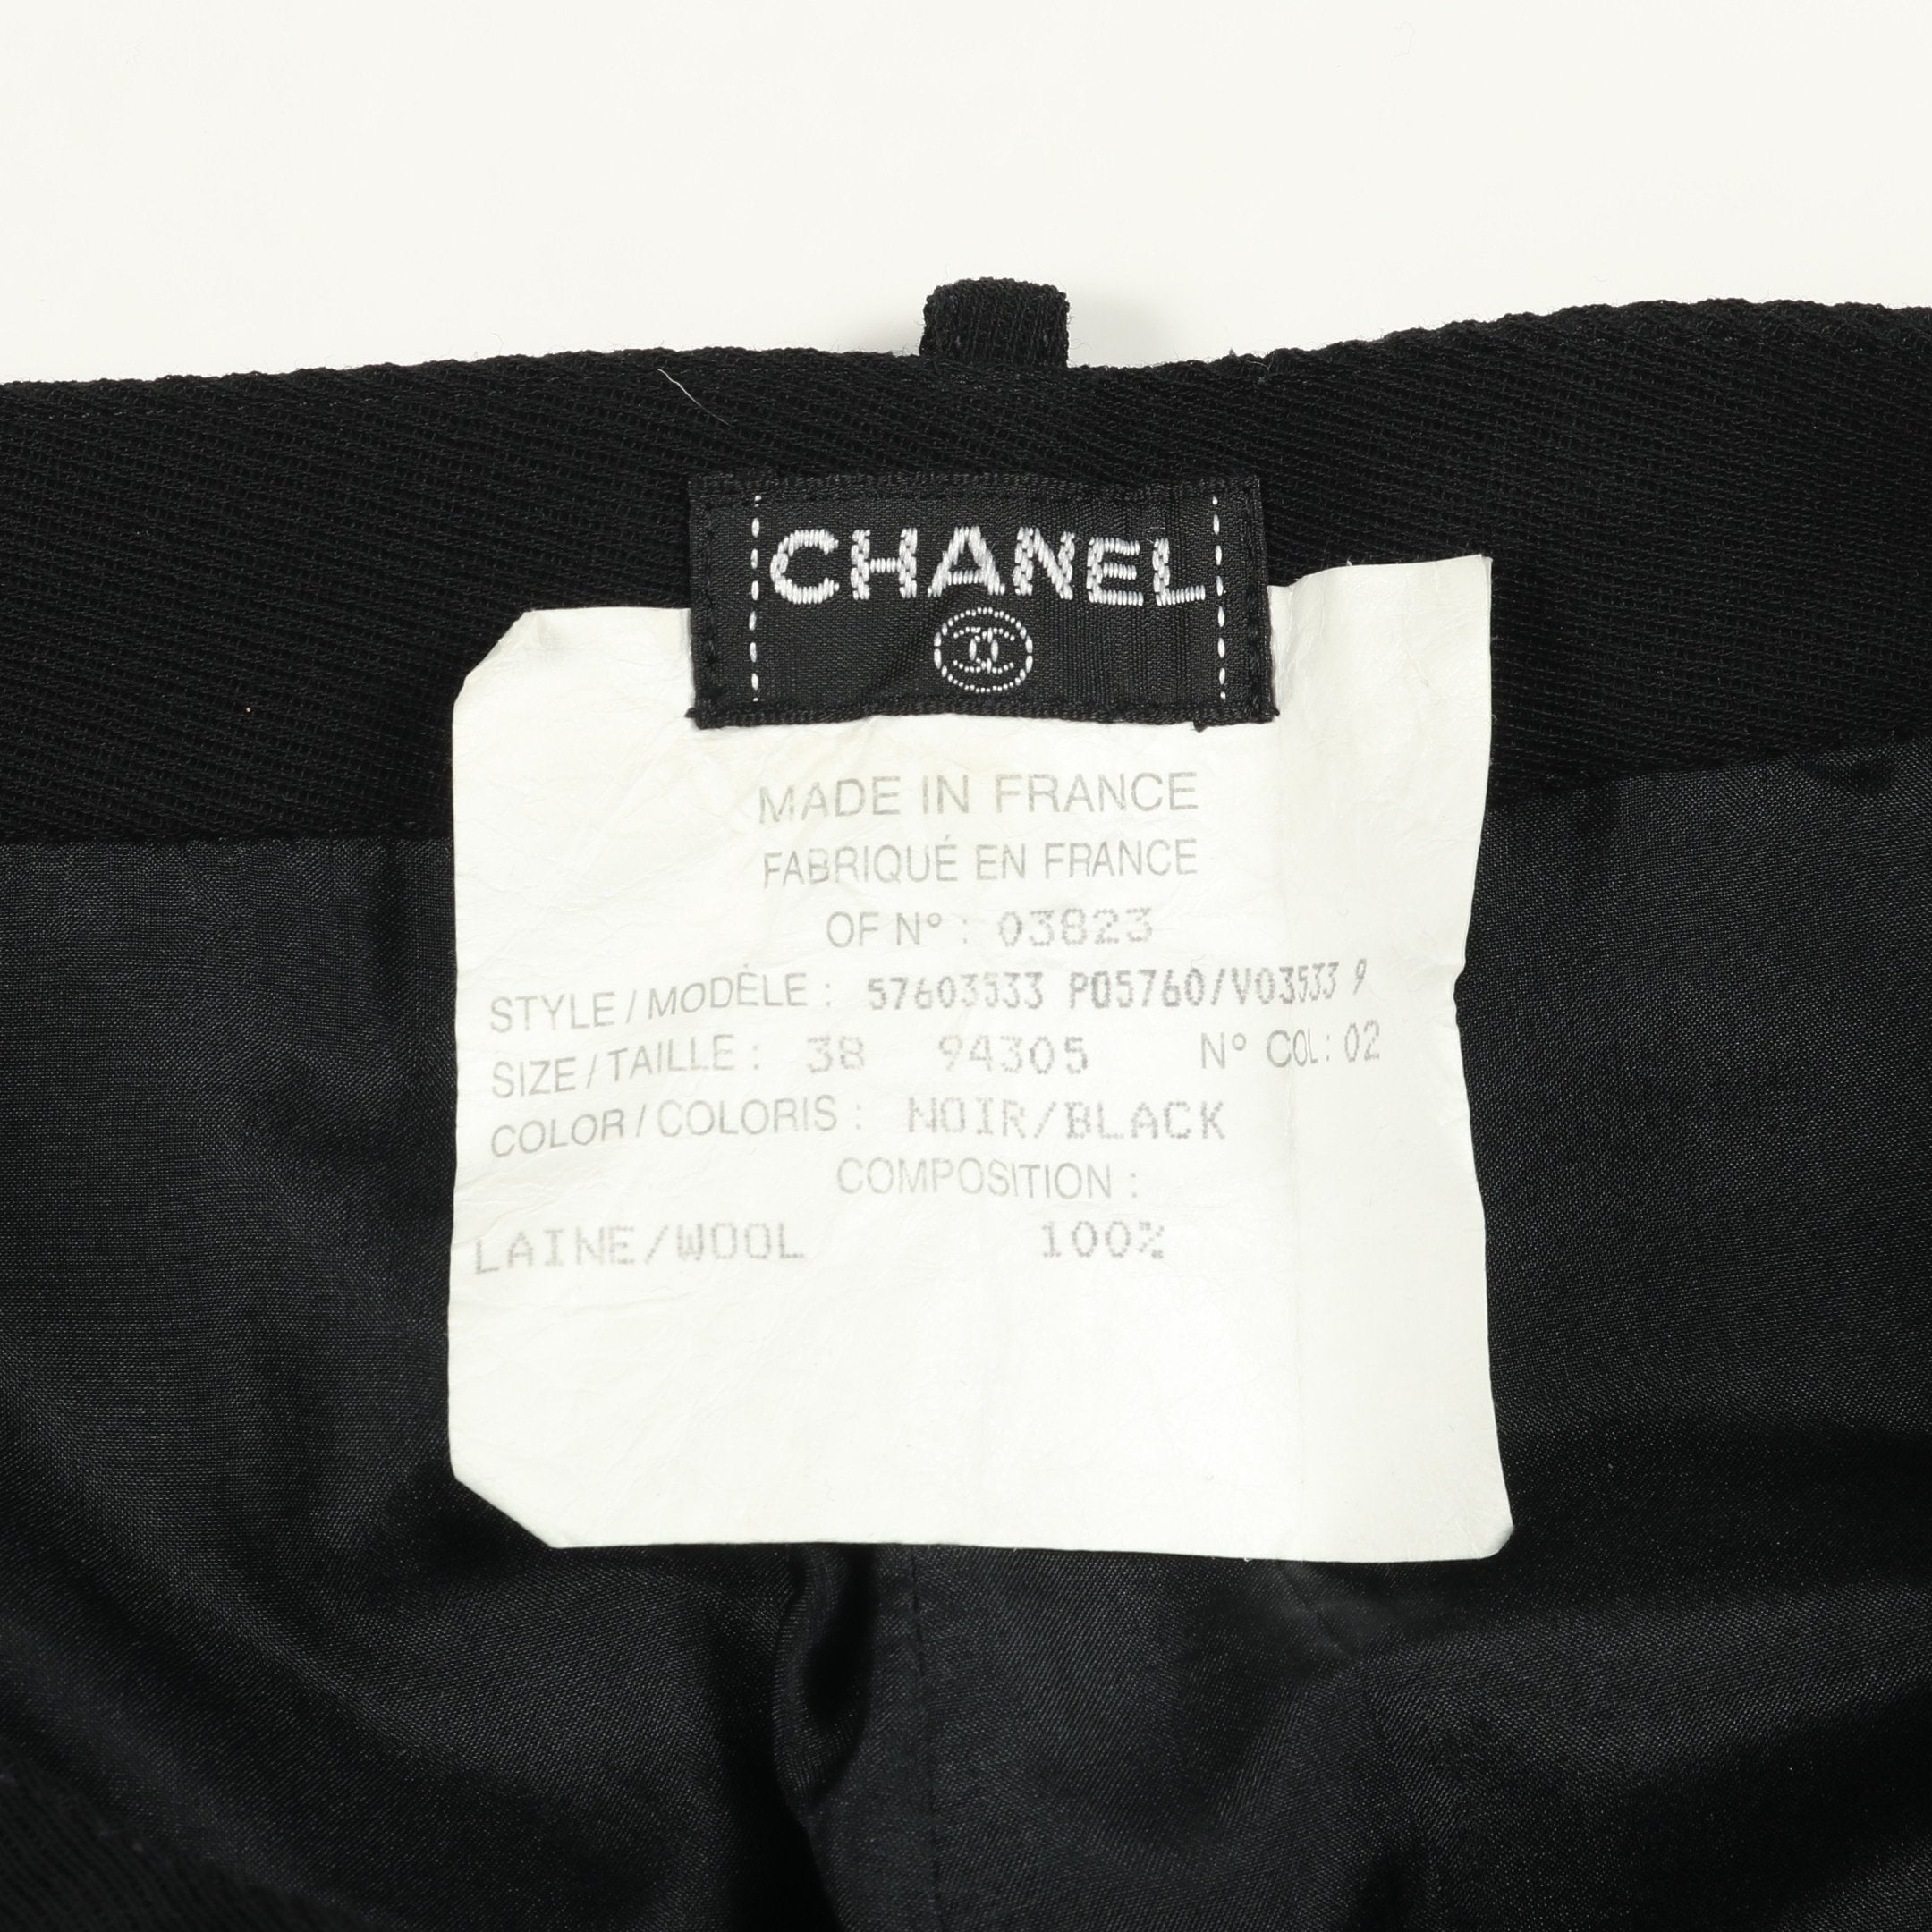 CHANEL
MADE IN FRANCE
FABRIQUÉ EN FRANCE
OF N° : 03823
STYLE / MODÈLE : 57603533 P05760/V03533 9
SIZE / TAILLE : 38 94305 N° COL : 02
COLOR / COLORIS : NOIR/BLACK
COMPOSITION :
LAINE/WOOL 100%